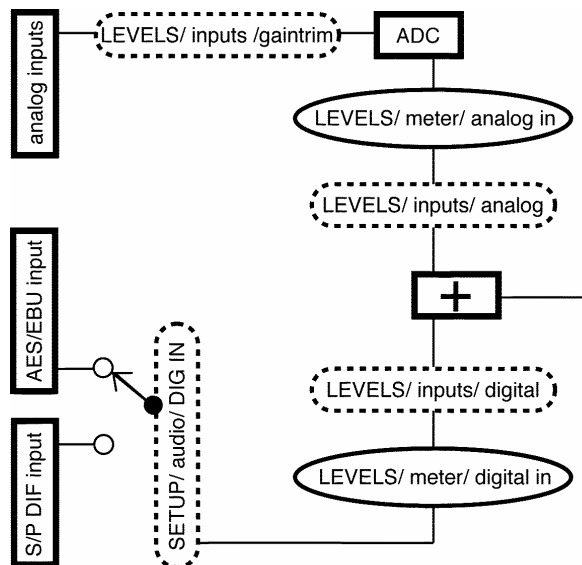 analog inputs
LEVELS/ inputs /gaintrim
ADC
LEVELS/ meter/ analog in
LEVELS/ inputs/ analog
+
AES/EBU input
SETUP/ audio/ DIG IN
LEVELS/ inputs/ digital
S/P DIF input
LEVELS/ meter/ digital in